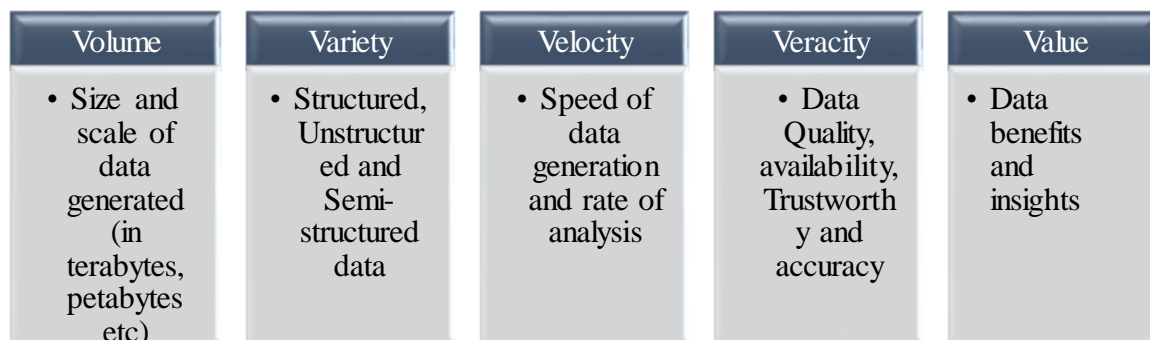 Volume
• Size and
scale of
data
generated
(in
terabytes,
petabytes
etc)
Variety
• Structured,
Unstructur
ed and
Semi-
structured
data
Velocity
• Speed of
data
generation
and rate of
analysis
Veracity
• Data
Quality,
availability,
Trustworth
y and
accuracy
Value
• Data
benefits
and
insights